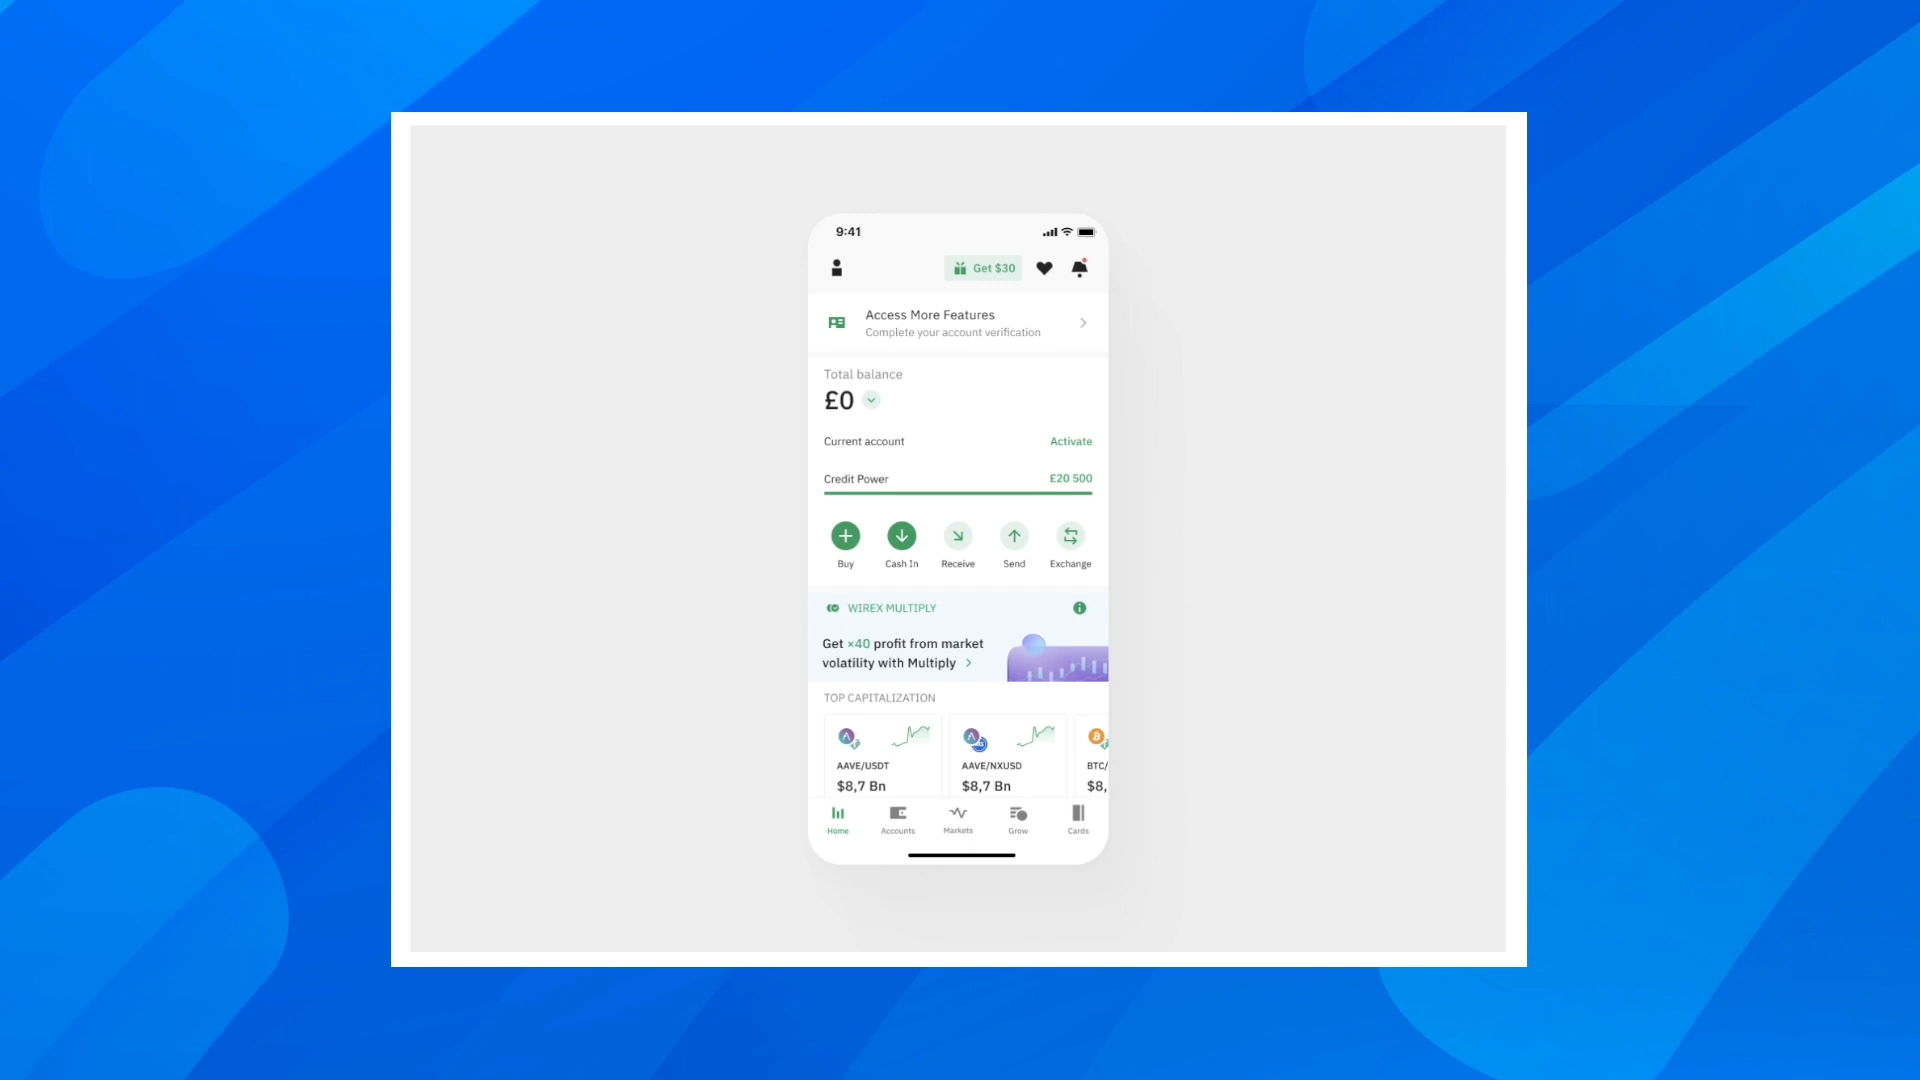 9:41
Get $30
Access More Features
Complete your account verification
Total balance
£0
Current account Activate
Credit Power £20 500
Buy Cash In Receive Send Exchange
WIREX MULTIPLY
Get ×40 profit from market
volatility with Multiply
TOP CAPITALIZATION
AAVE/USDT AAVE/NXUSD BTC/
$8,7 Bn $8,7 Bn $8,
Home Accounts Markets Grow Cards